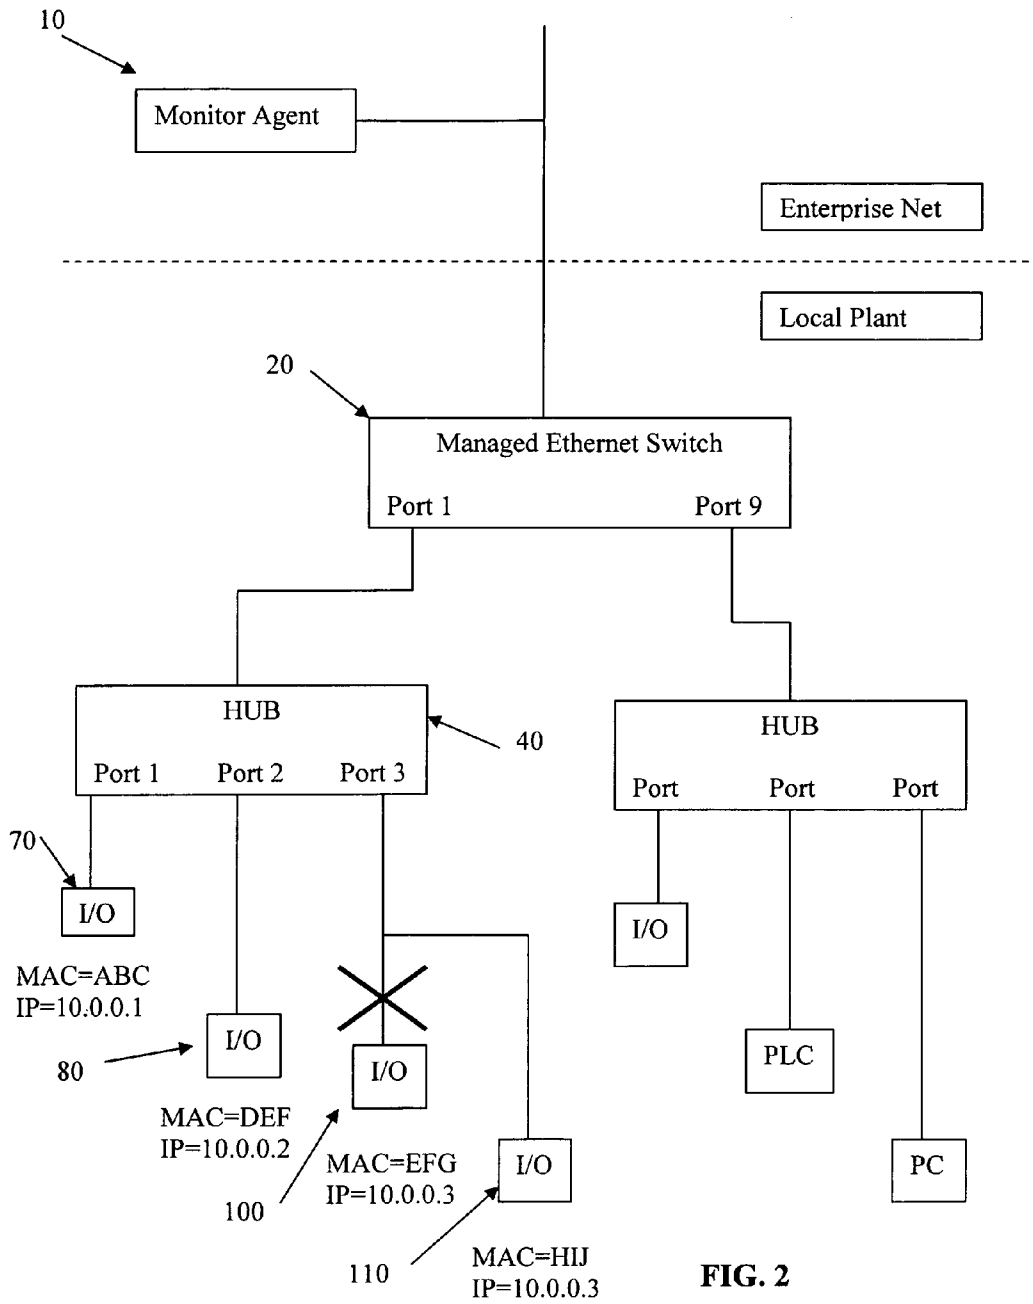 10
Monitor Agent
Enterprise Net
Local Plant
20
Managed Ethernet Switch
Port 1 Port 9
HUB
40
Port 1 Port 2 Port 3
HUB
Port Port Port
70
I/O
MAC=ABC
IP=10.0.0.1
80
I/O
MAC=DEF
IP=10.0.0.2
100
I/O
MAC=EFG
IP=10.0.0.3
110
I/O
MAC=HIJ
IP=10.0.0.3
I/O
PLC
PC
FIG. 2